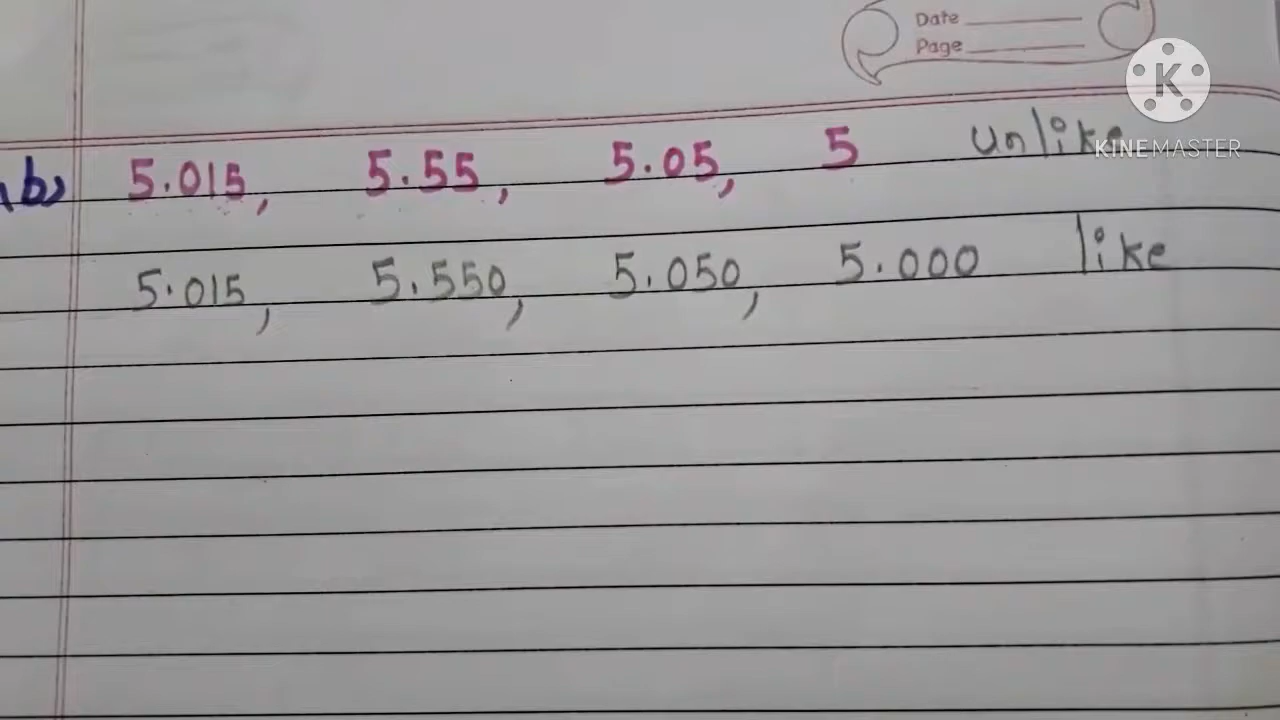 Date
Page
K
KINEMASTER
b) 5.015, 5.55, 5.05, 5 unlike
5.015, 5.550, 5.050, 5.000 like